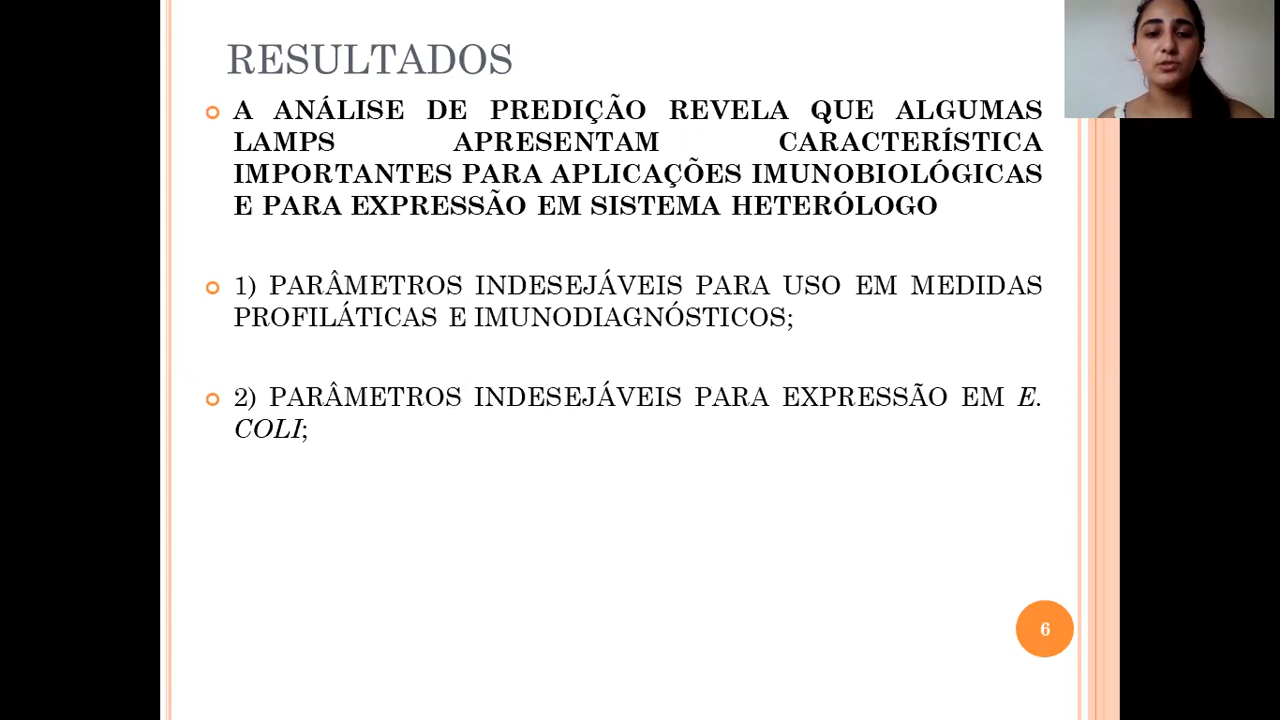 RESULTADOS
A ANÁLISE DE PREDIÇÃO REVELA QUE ALGUMAS
LAMPS APRESENTAM CARACTERÍSTICA
IMPORTANTES PARA APLICAÇÕES IMUNOBIOLÓGICAS
E PARA EXPRESSÃO EM SISTEMA HETERÓLOGO
1) PARÂMETROS INDESEJÁVEIS PARA USO EM MEDIDAS
PROFILÁTICAS E IMUNODIAGNÓSTICOS;
2) PARÂMETROS INDESEJÁVEIS PARA EXPRESSÃO EM E.
COLI;
6